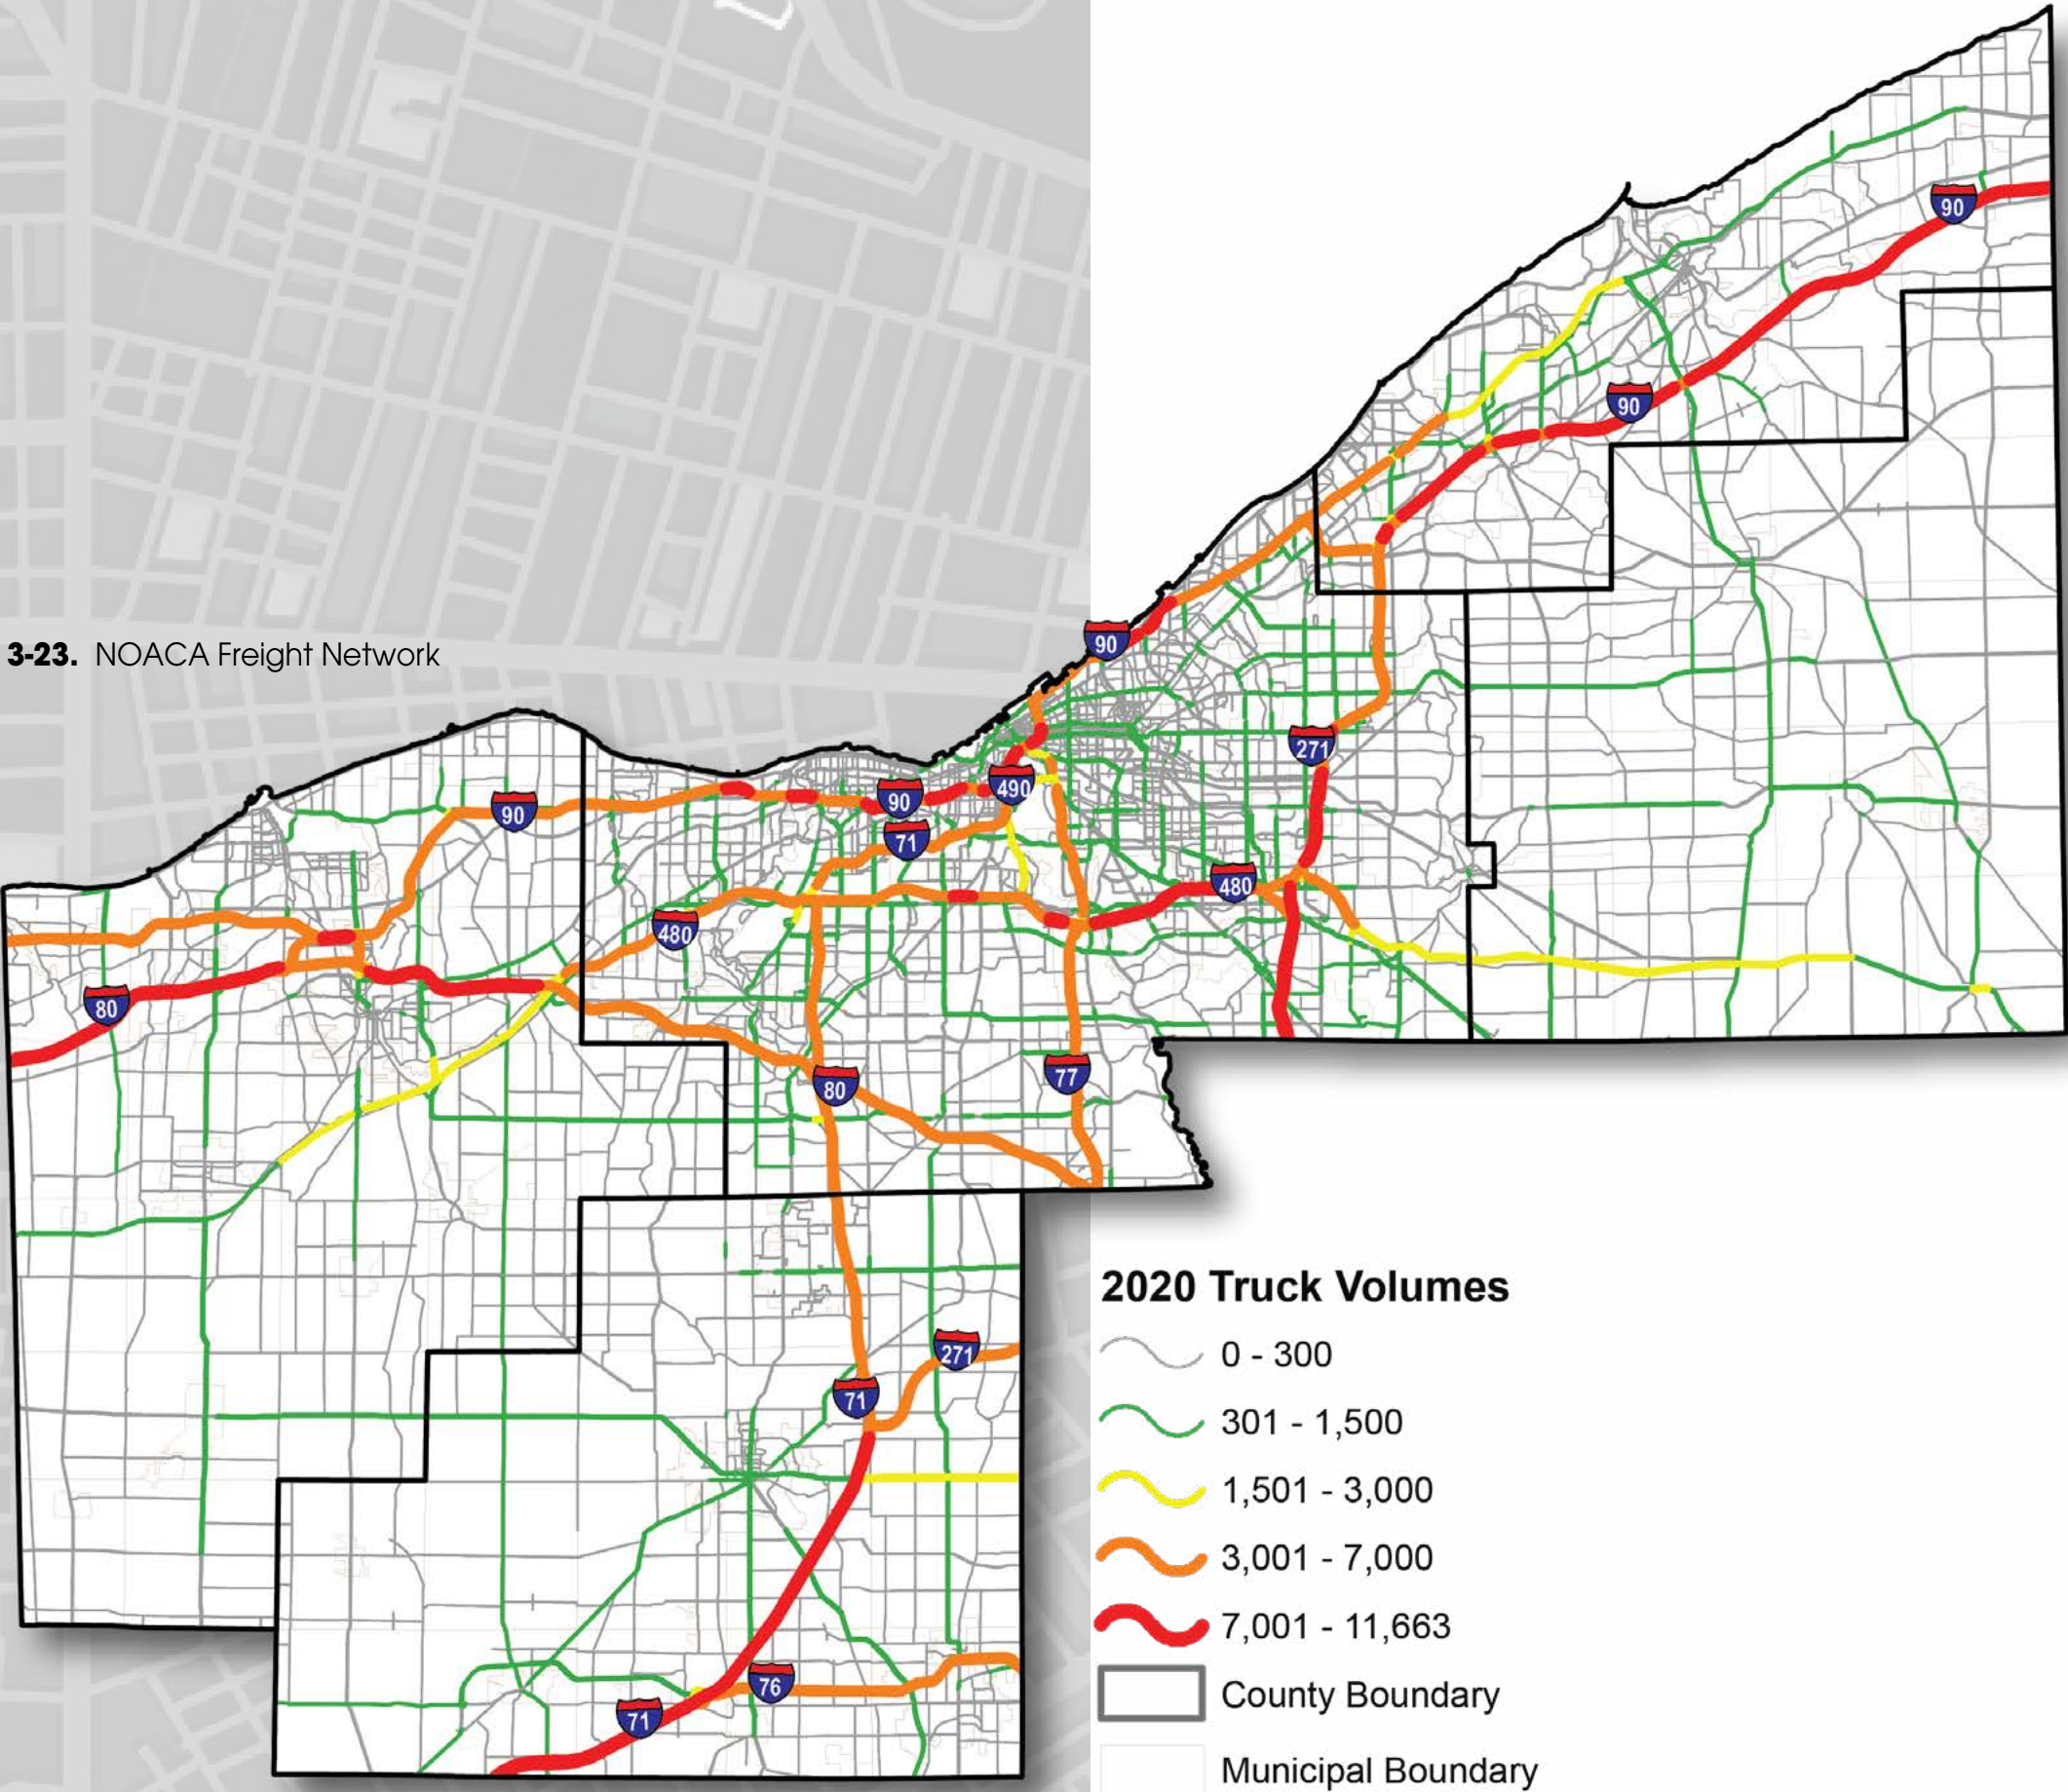 3-23. NOACA Freight Network
90
90
90
271
90
490
90
71
480
480
80
80
77
271
71
76
71
2020 Truck Volumes
0 - 300
301 - 1,500
1,501 - 3,000
3,001 - 7,000
7,001 - 11,663
County Boundary
Municipal Boundary